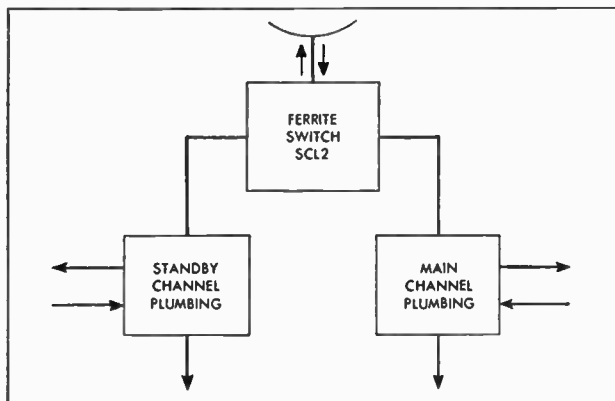 FERRITE
SWITCH
SCL2
STANDBY
CHANNEL
PLUMBING
MAIN
CHANNEL
PLUMBING